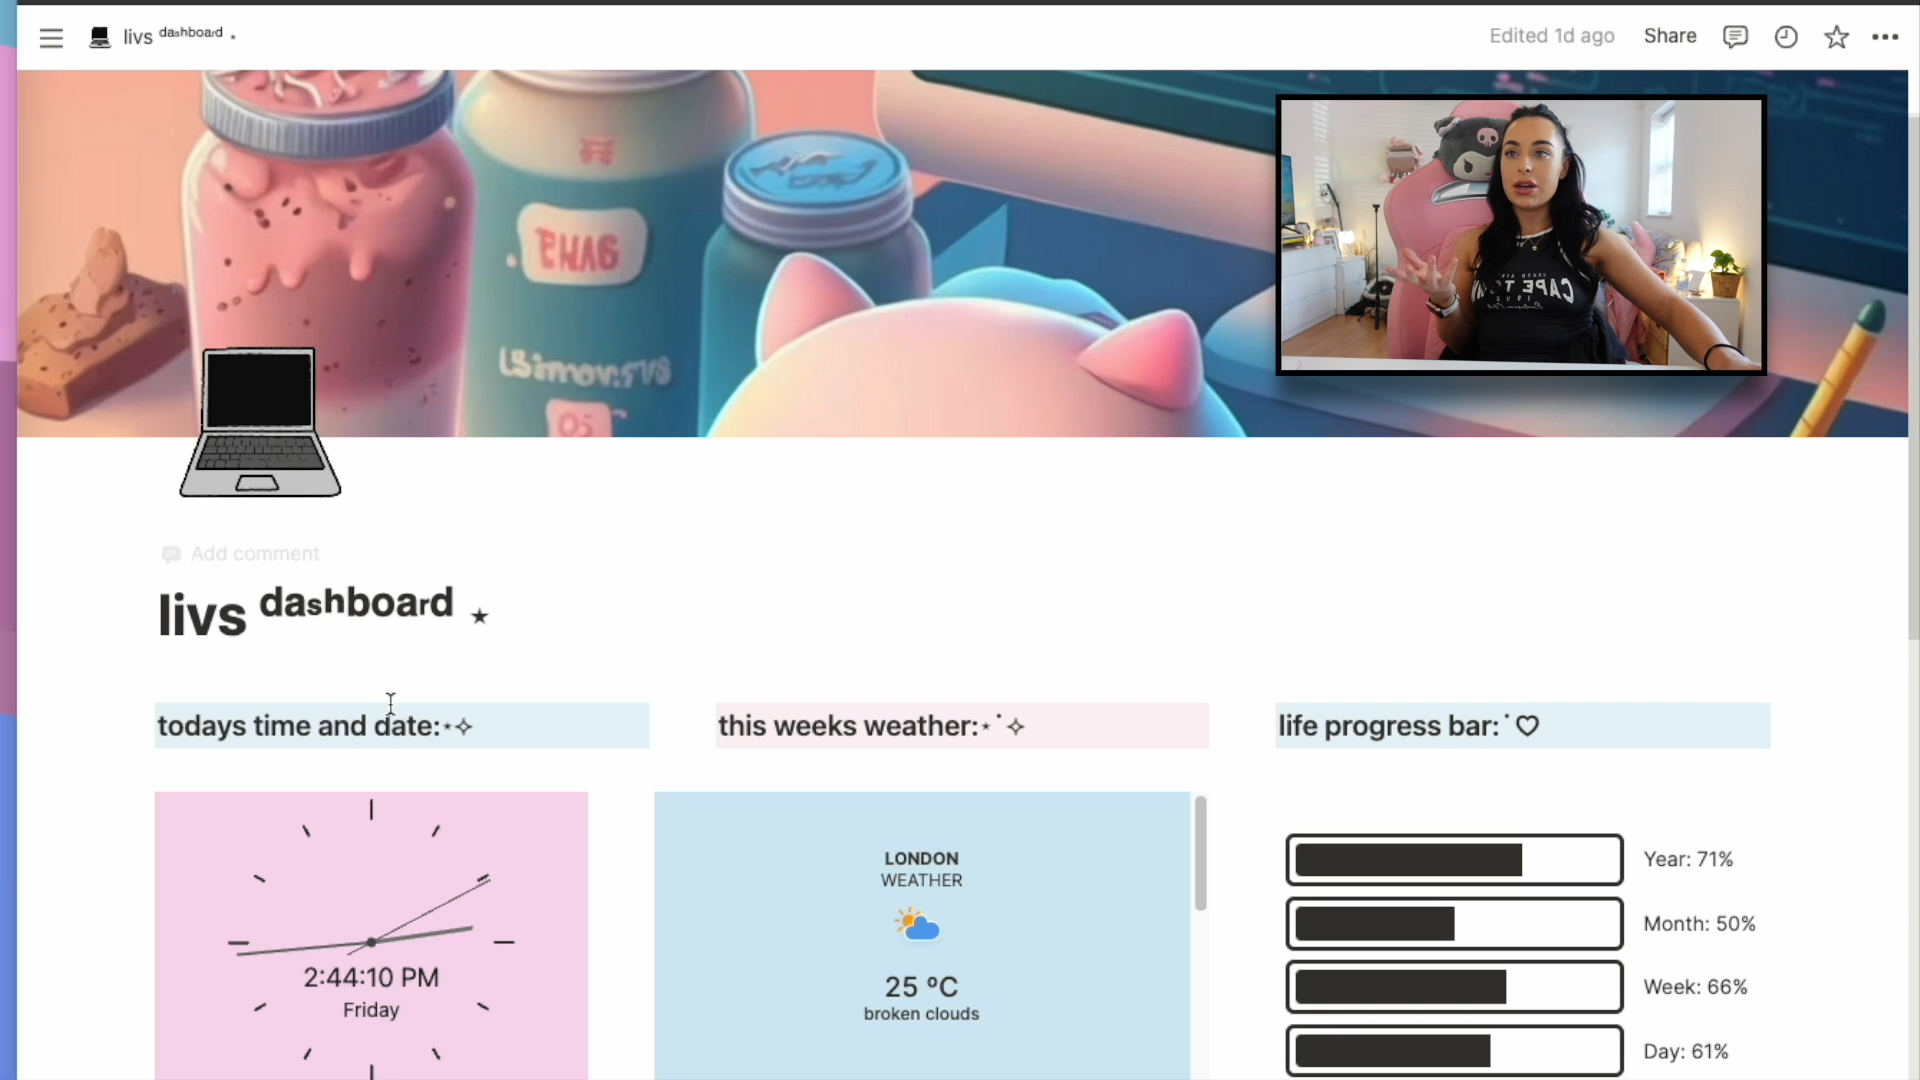 livs ᵈᵃˢʰᵇᵒᵃʳᵈ ⋆
Edited 1d ago
Share
Add comment
livs ᵈᵃˢʰᵇᵒᵃʳᵈ ⋆
todays time and date:⋆✧
this weeks weather:⋆˙✧
life progress bar:˙♡
2:44:10 PM
Friday
LONDON
WEATHER
25 ºC
broken clouds
Year: 71%
Month: 50%
Week: 66%
Day: 61%